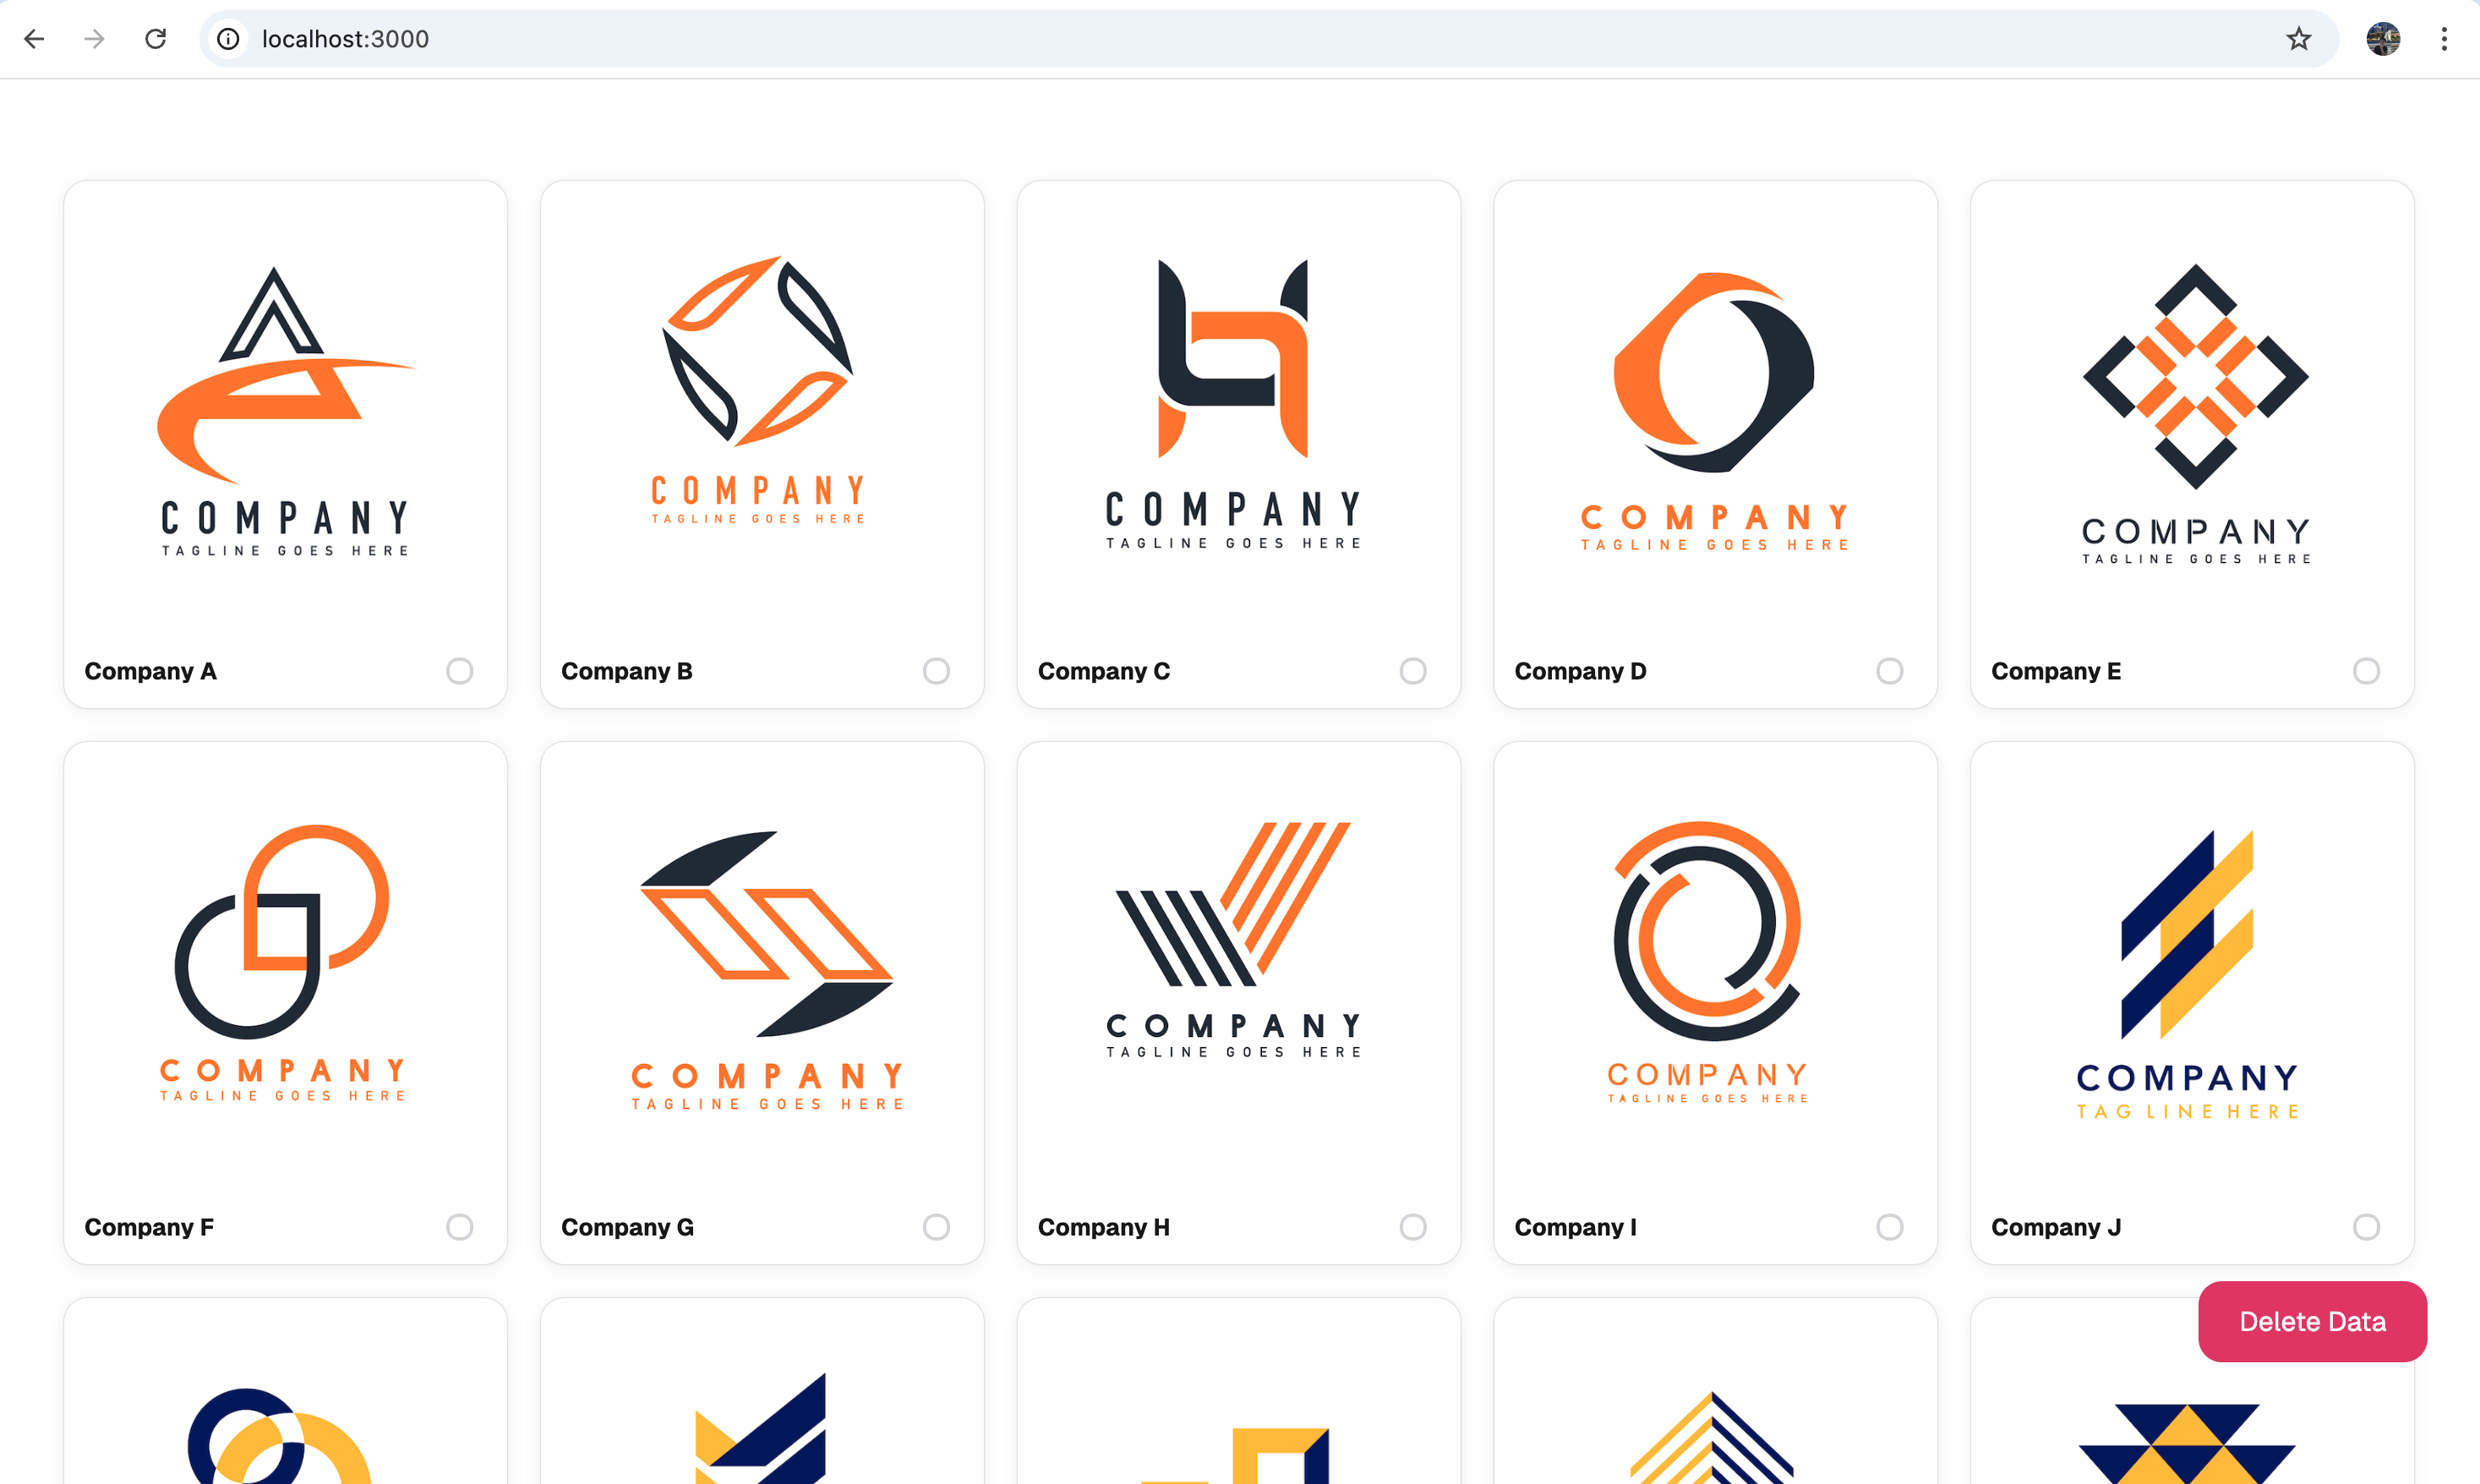 localhost:3000
COMPANY
TAGLINE GOES HERE
Company A
COMPANY
TAGLINE GOES HERE
Company B
COMPANY
TAGLINE GOES HERE
Company C
COMPANY
TAGLINE GOES HERE
Company D
COMPANY
TAGLINE GOES HERE
Company E
COMPANY
TAGLINE GOES HERE
Company F
COMPANY
TAGLINE GOES HERE
Company G
COMPANY
TAGLINE GOES HERE
Company H
COMPANY
TAGLINE GOES HERE
Company I
COMPANY
TAG LINE HERE
Company J
Delete Data